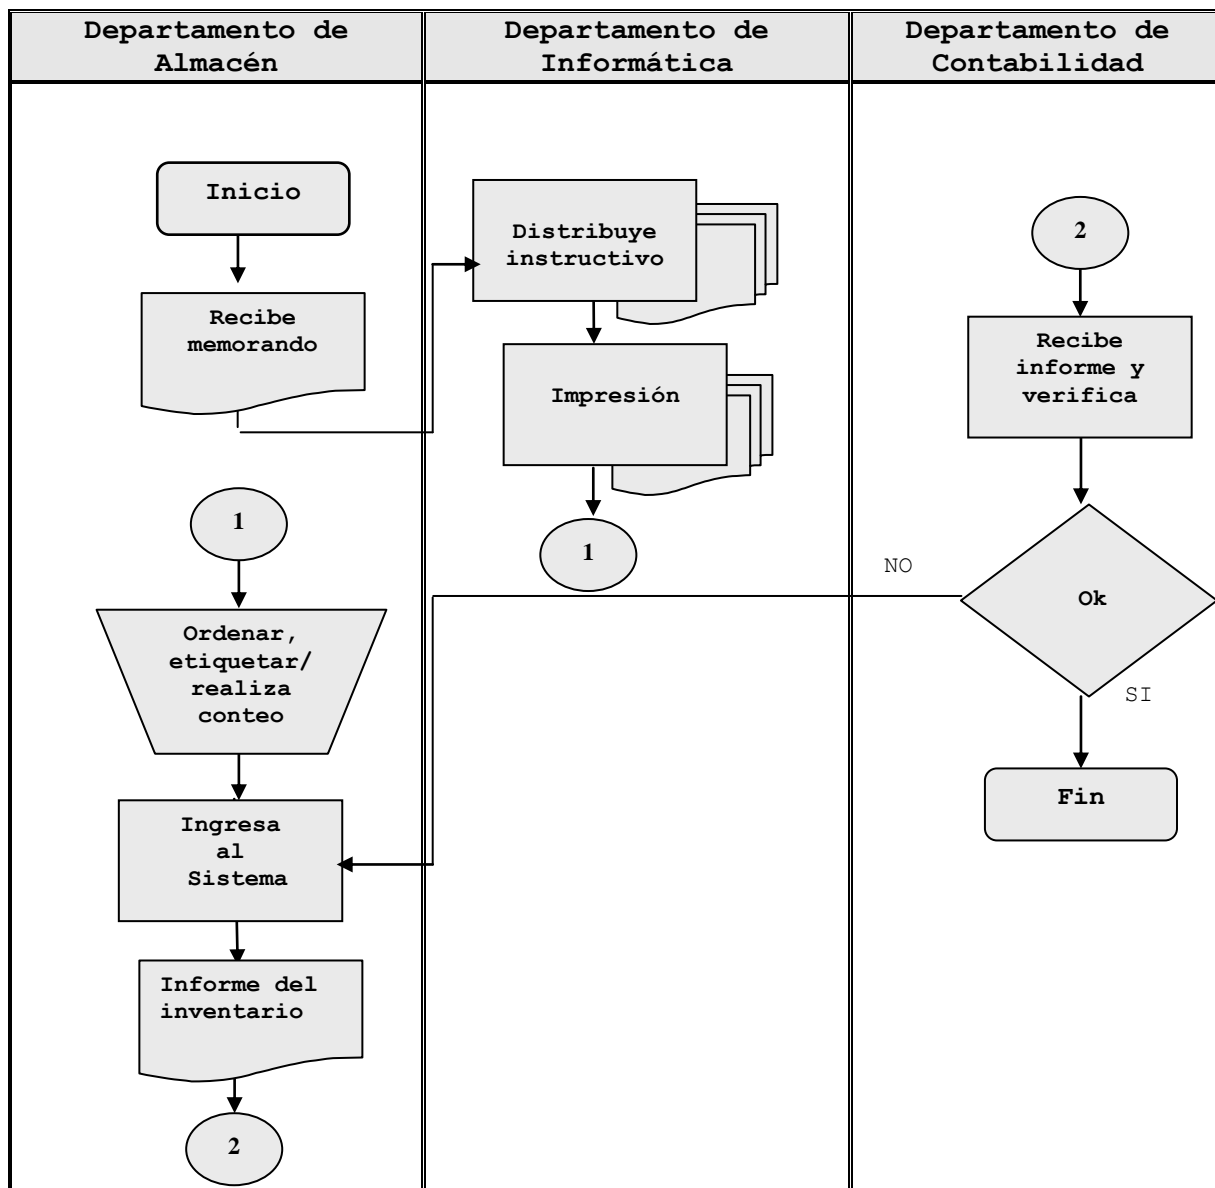 Departamento de
Almacén
Departamento de
Informática
Departamento de
Contabilidad
Inicio
Recibe
memorando
1
Ordenar,
etiquetar/
realiza
conteo
Ingresa
al
Sistema
Informe del
inventario
2
Distribuye
instructivo
Impresión
1
2
Recibe
informe y
verifica
Ok
NO
SI
Fin